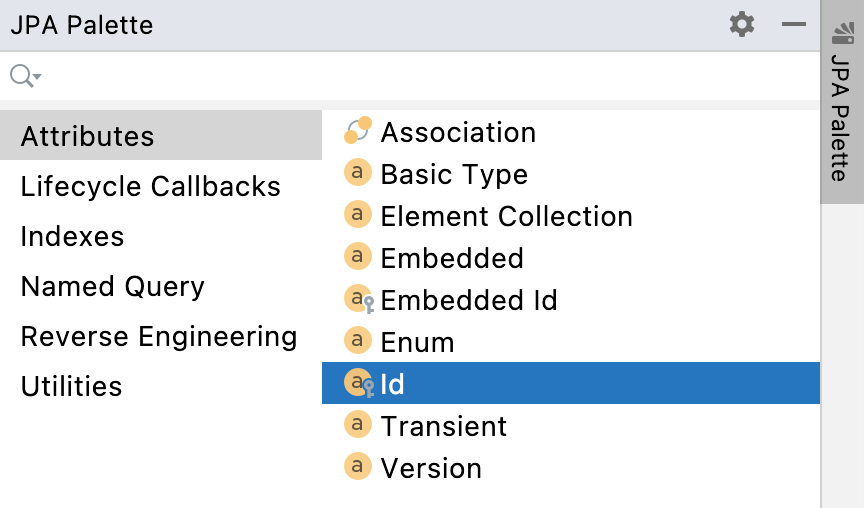 JPA Palette
JPA Palette
Attributes
Lifecycle Callbacks
Indexes
Named Query
Reverse Engineering
Utilities
Association
a Basic Type
a Element Collection
a Embedded
a Embedded Id
a Enum
a Id
a Transient
a Version